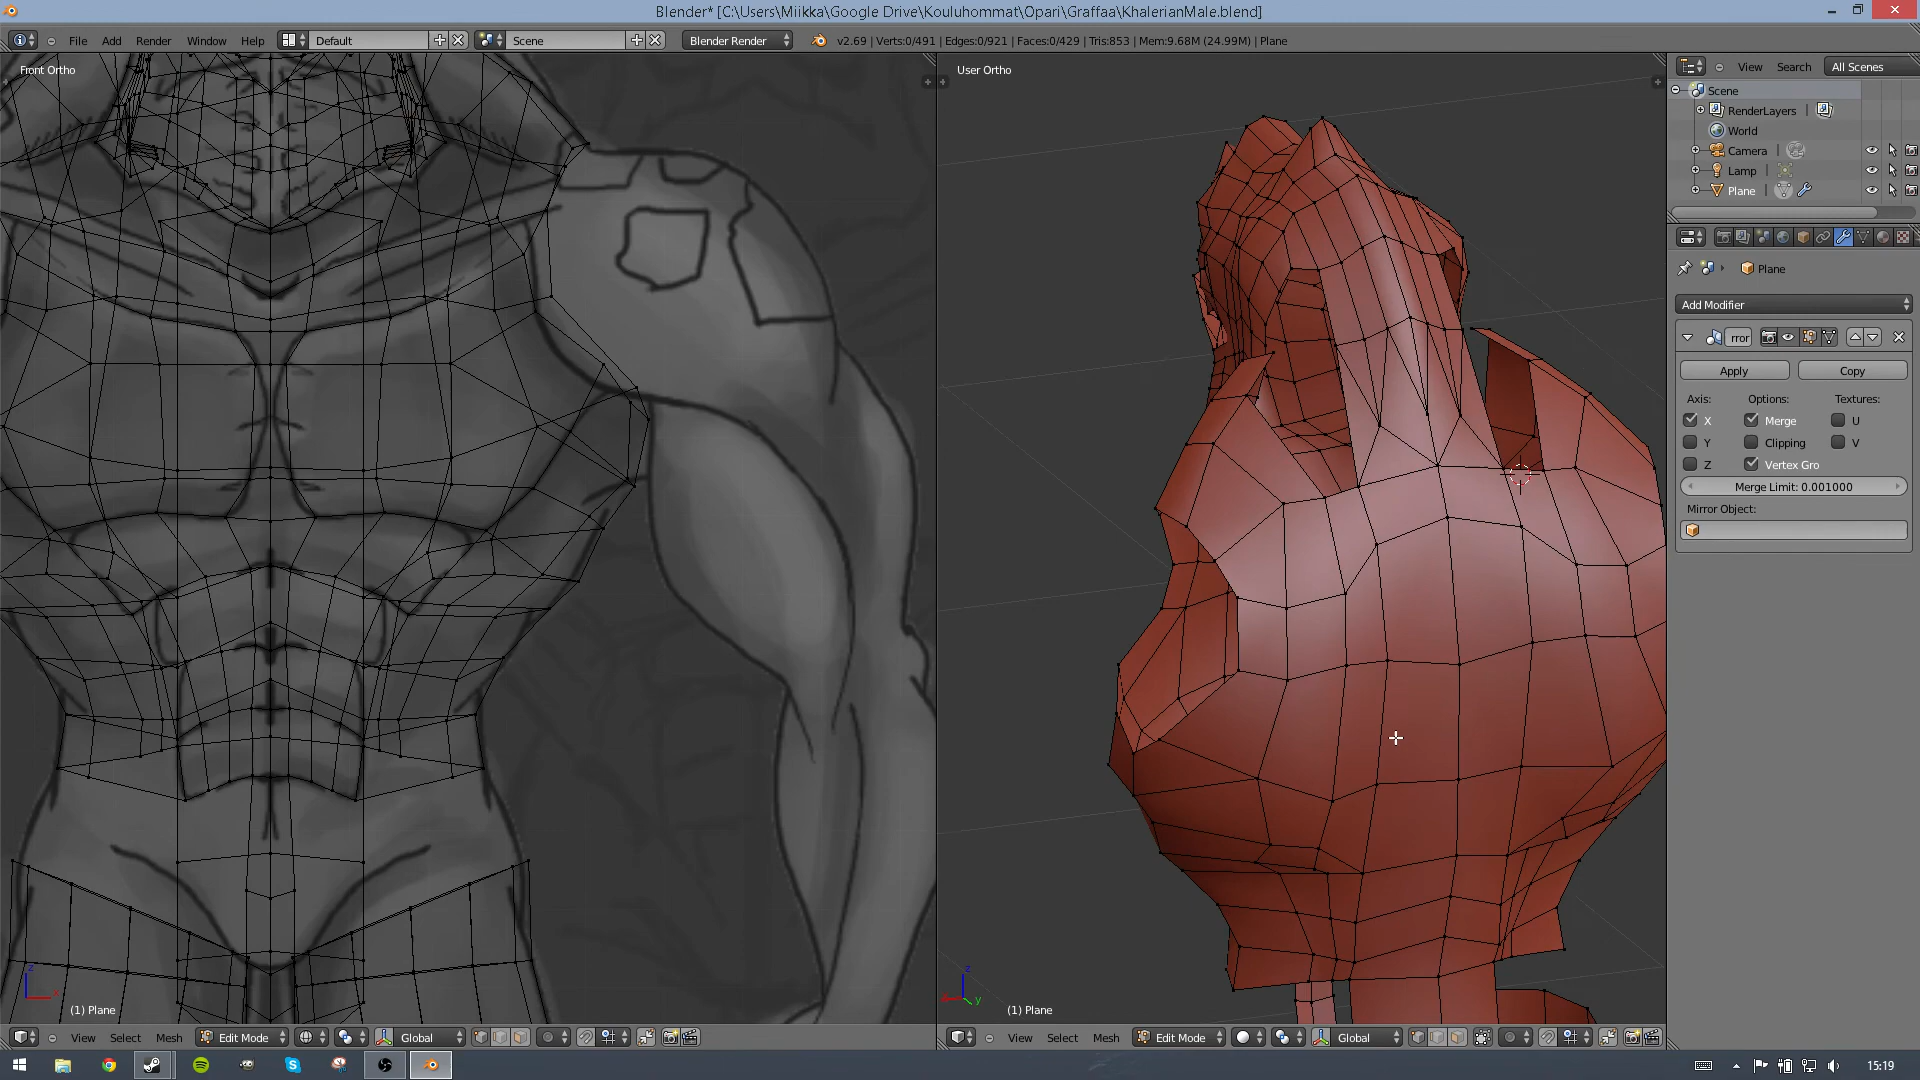 Blender* [C:\Users\Miikka\Google Drive\Kouluhommat\Opari\Graffaa\KhalerianMale.blend]
File Add Render Window Help Default Scene Blender Render v2.69 | Verts:0/491 | Edges:0/921 | Faces:0/429 | Tris:853 | Mem:9.68M (24.99M) | Plane
Front Ortho
User Ortho
View Search All Scenes
Scene
RenderLayers
World
Camera
Lamp
Plane
Plane
Add Modifier
rror
Apply Copy
Axis: Options: Textures:
X Merge U
Y Clipping V
Z Vertex Gro
Merge Limit: 0.001000
Mirror Object:
z
x
(1) Plane
z
y
(1) Plane
View Select Mesh Edit Mode Global
View Select Mesh Edit Mode Global
15:19